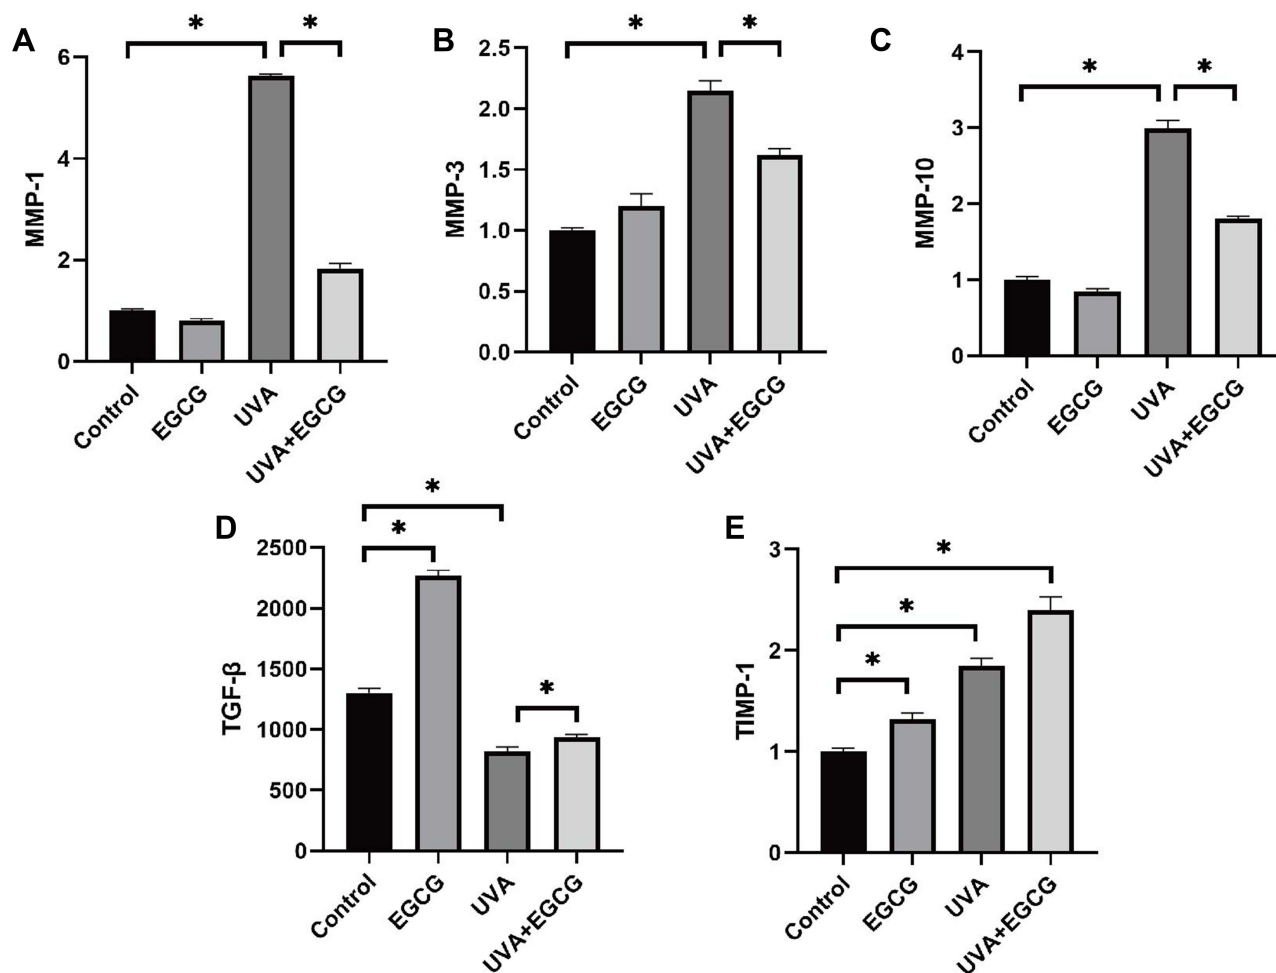 A
*
*
MMP-1
6
4
2
0
Control
EGCG
UVA
UVA+EGCG
B
*
*
MMP-3
2.5
2.0
1.5
1.0
0.5
0.0
Control
EGCG
UVA
UVA+EGCG
C
*
*
MMP-10
4
3
2
1
0
Control
EGCG
UVA
UVA+EGCG
D
*
*
*
TGF-β
2500
2000
1500
1000
500
0
Control
EGCG
UVA
UVA+EGCG
E
*
*
*
TIMP-1
3
2
1
0
Control
EGCG
UVA
UVA+EGCG